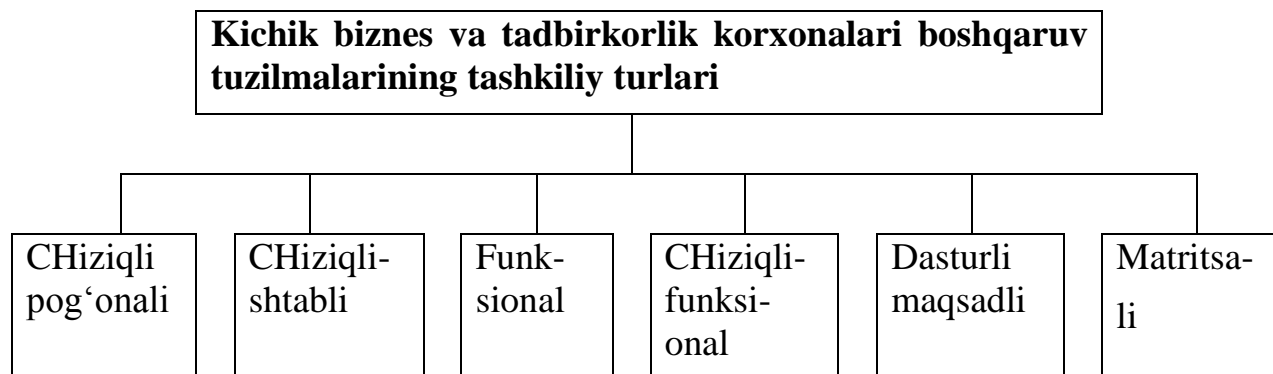 Kichik biznes va tadbirkorlik korxonalari boshqaruv
tuzilmalarining tashkiliy turlari
CHiziqli
pog‘onali
CHiziqli-
shtabli
Funk-
sional
CHiziqli-
funksi-
onal
Dasturli
maqsadli
Matritsa-
li